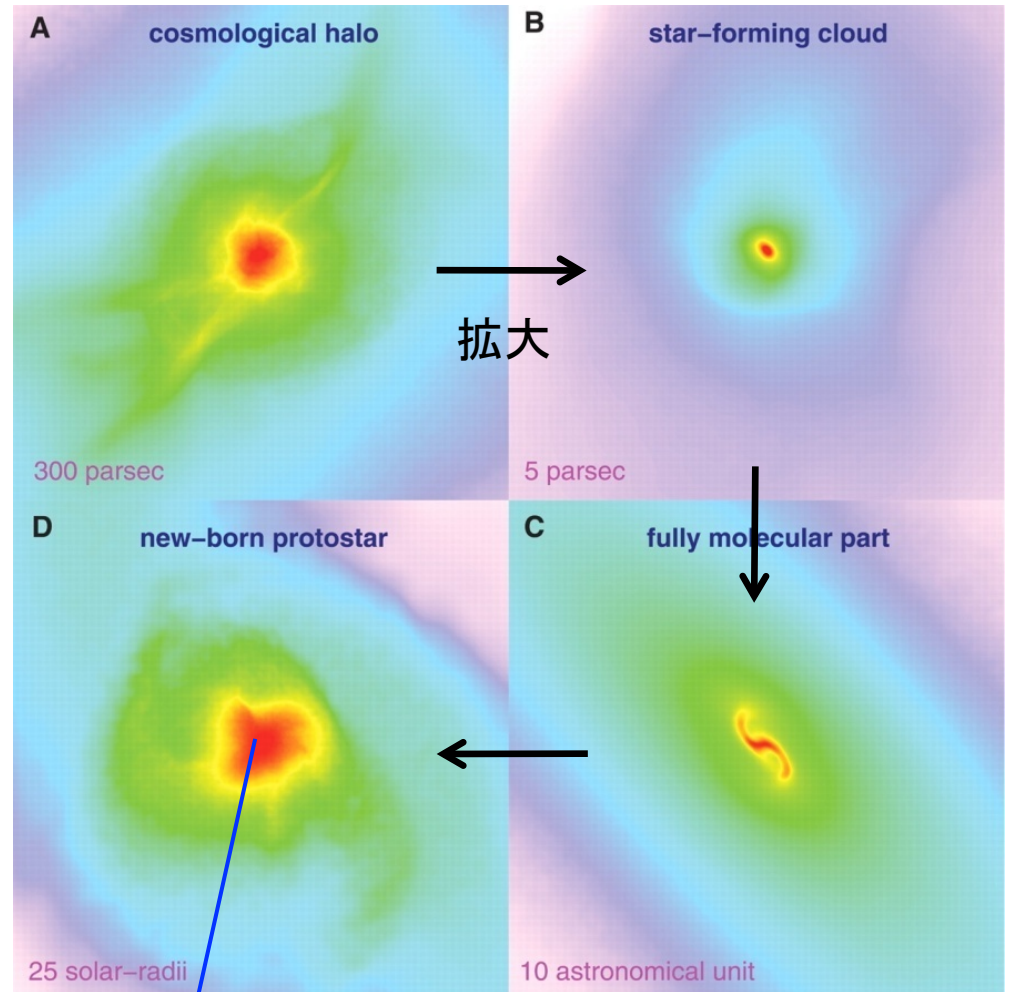 A
cosmological halo
300 parsec
B
star–forming cloud
5 parsec
拡大
D
new–born protostar
25 solar–radii
C
fully molecular part
10 astronomical unit